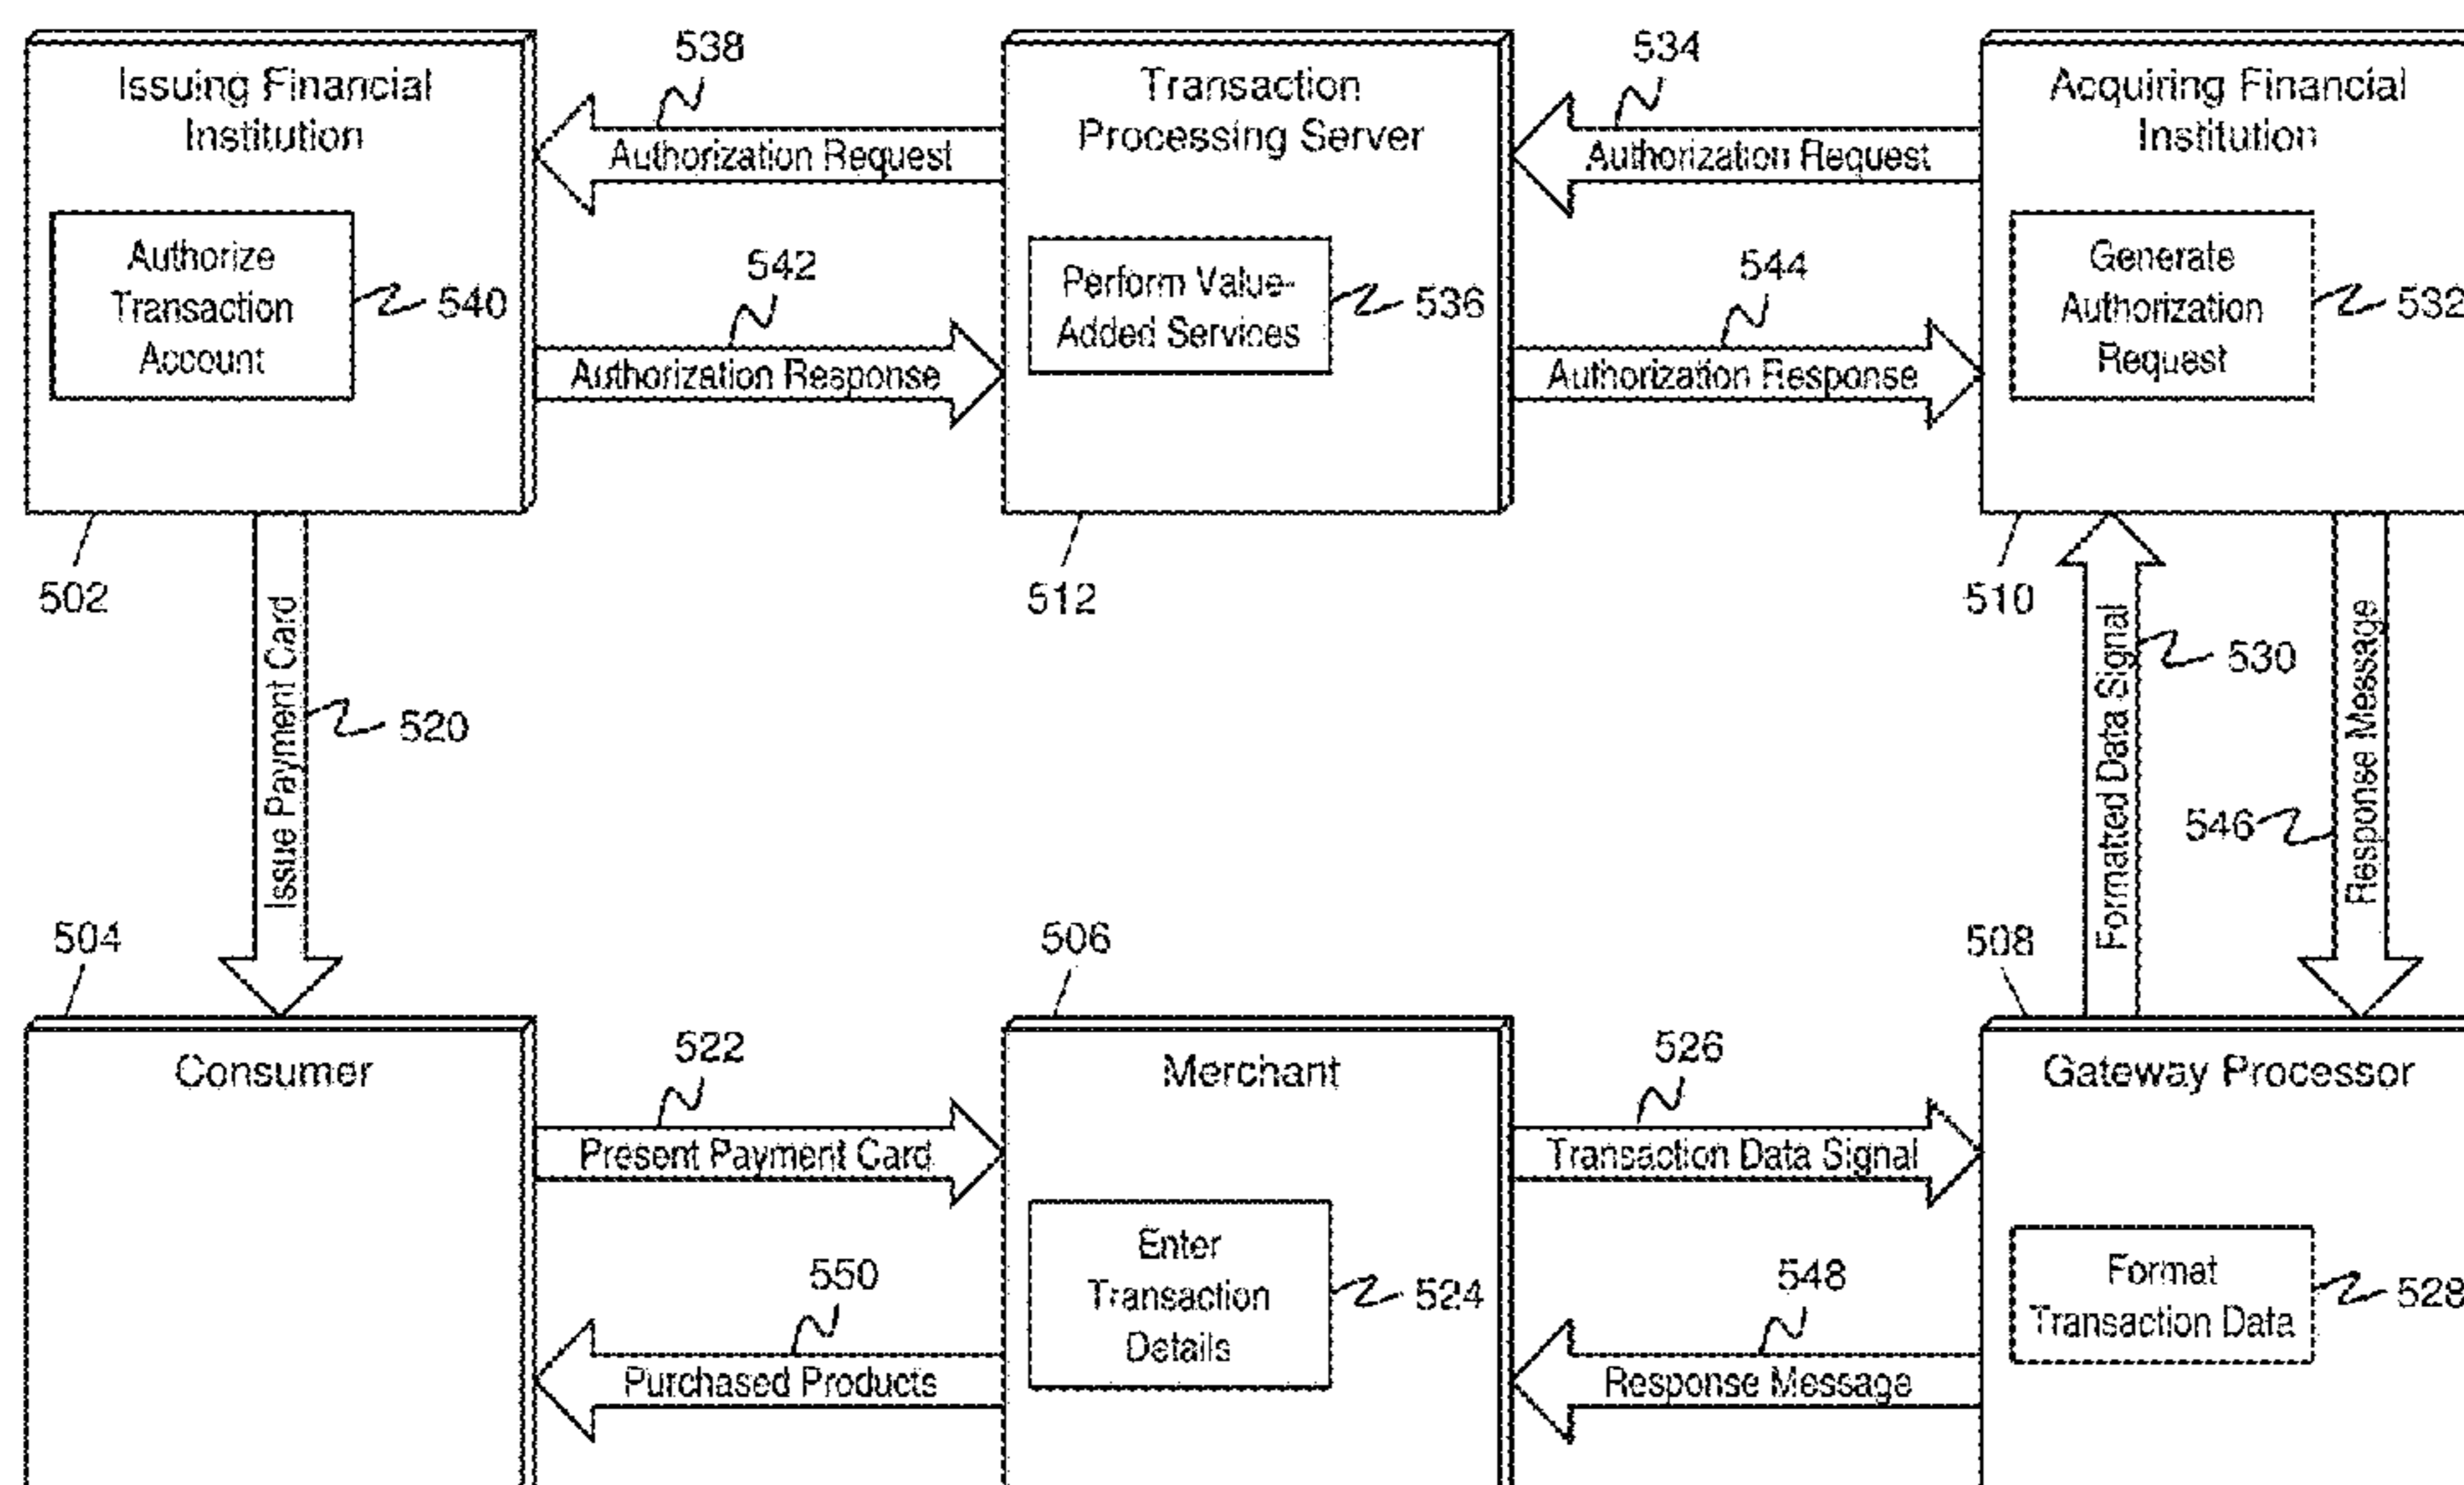 538
534
Issuing Financial
Institution
Transaction
Processing Server
Acquiring Financial
Institution
Authorization Request
Authorization Request
Authorize
Transaction
Account
540
542
Perform Value-
Added Services
536
544
Generate
Authorization
Request
532
Authorization Response
Authorization Response
502
512
510
Issue Payment Card
520
Formatted Data Signal
530
Response Message
546
504
506
508
Consumer
Merchant
Gateway Processor
522
526
Present Payment Card
Transaction Data Signal
Enter
Transaction
Details
524
550
548
Format
Transaction Data
528
Purchased Products
Response Message